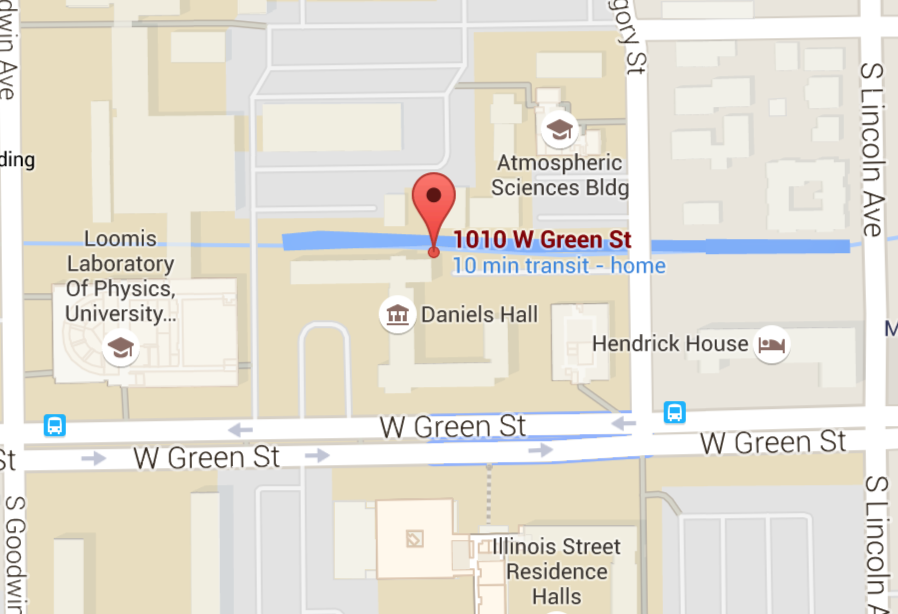 dwin Ave
gory St
S Lincoln Ave
ding
Atmospheric
Sciences Bldg
Loomis
Laboratory
Of Physics,
University...
1010 W Green St
10 min transit - home
Daniels Hall
Hendrick House
M
W Green St
W Green St
W Green St
St
S Goodwin
S Lincoln A
Illinois Street
Residence
Halls